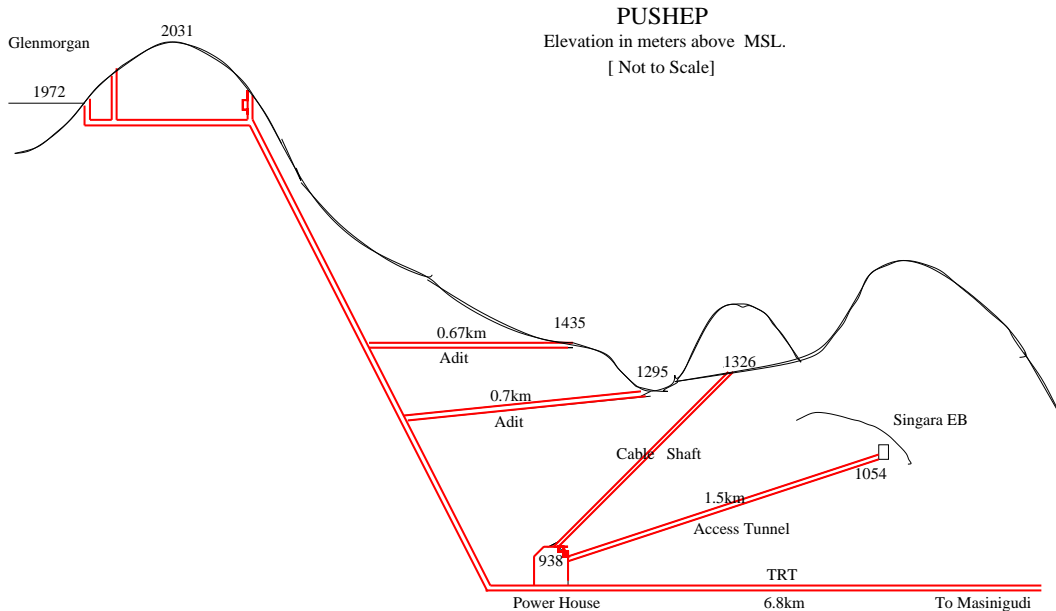 PUSHEP
Elevation in meters above MSL.
[ Not to Scale]
2031
Glenmorgan
1972
1435
0.67km
Adit
1295
1326
0.7km
Adit
Singara EB
Cable Shaft
1054
1.5km
Access Tunnel
938
TRT
Power House
6.8km
To Masinigudi